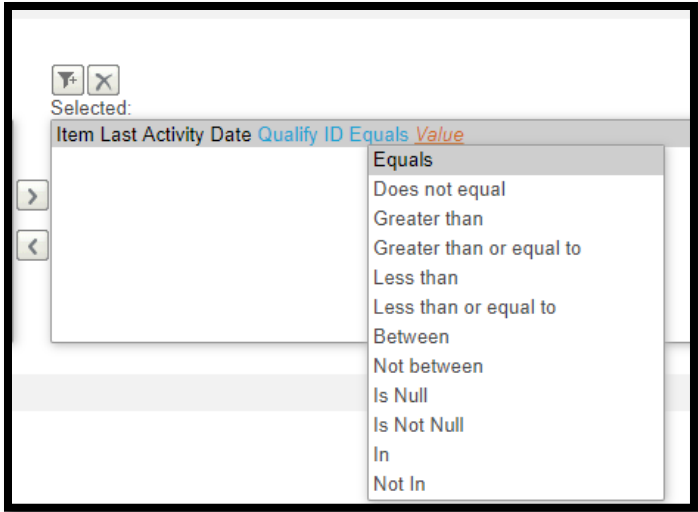 Selected:
Item Last Activity Date Qualify ID Equals Value
Equals
Does not equal
Greater than
Greater than or equal to
Less than
Less than or equal to
Between
Not between
Is Null
Is Not Null
In
Not In